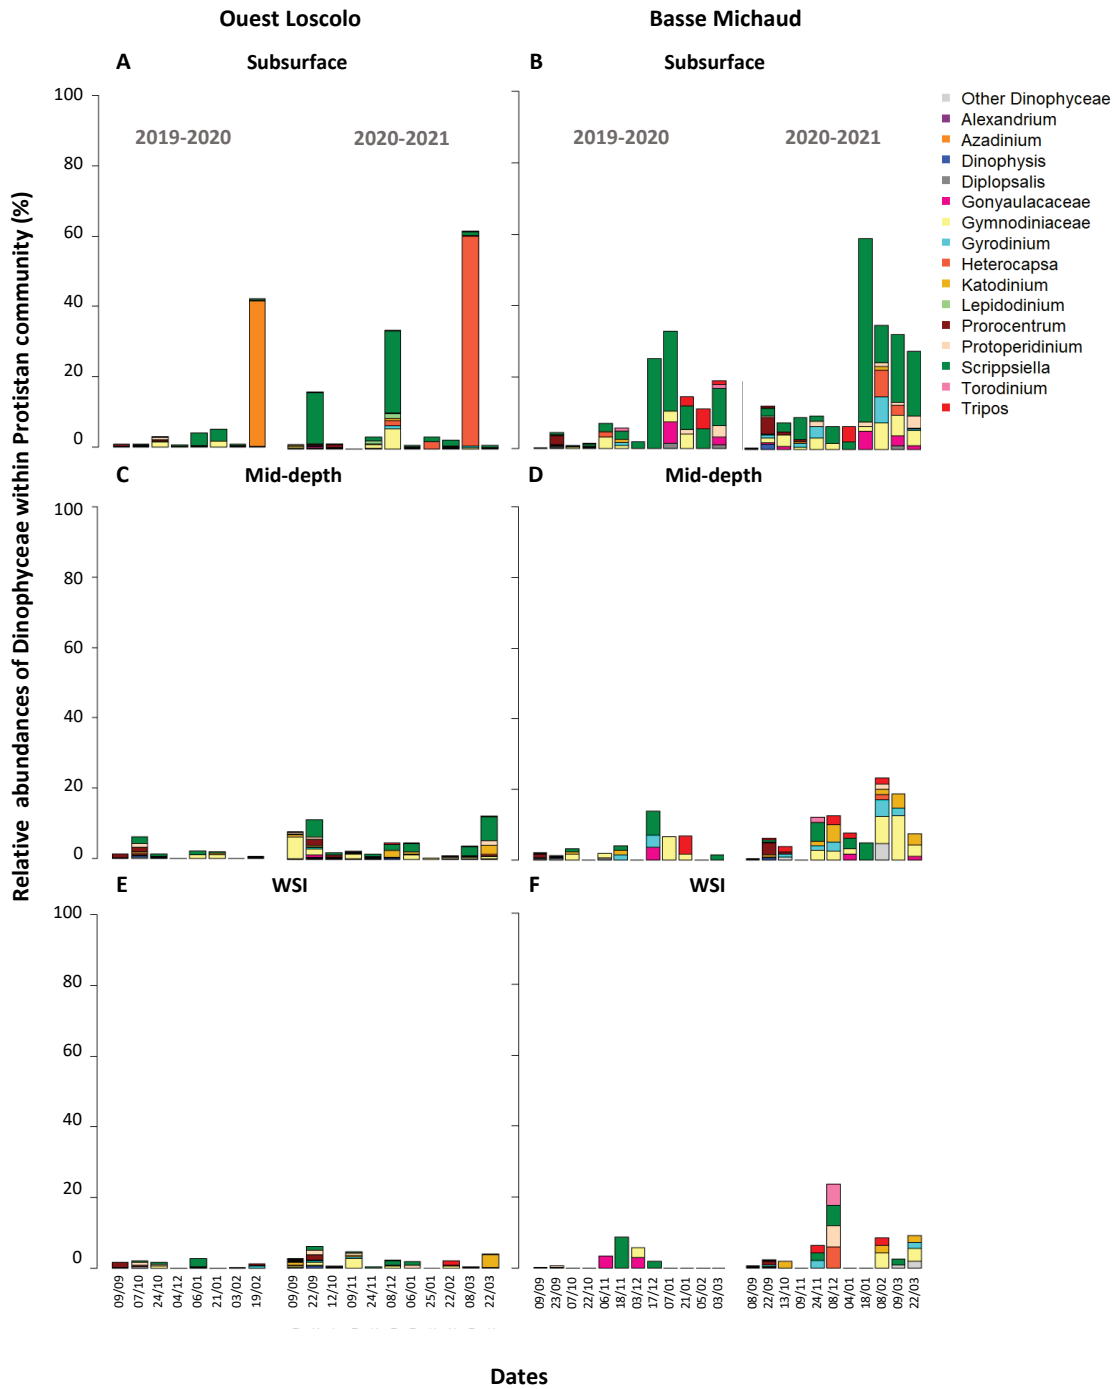 Ouest Loscolo
Basse Michaud
A
Subsurface
B
Subsurface
100
80
60
40
20
0
2019-2020
2020-2021
2019-2020
2020-2021
Other Dinophyceae
Alexandrium
Azadinium
Dinophysis
Diplopsalis
Gonyaulacaceae
Gymnodiniaceae
Gyrodinium
Heterocapsa
Katodinium
Lepidodinium
Prorocentrum
Protoperidinium
Scrippsiella
Torodinium
Tripos
Relative abundances of Dinophyceae within Protistan community (%)
C
Mid-depth
D
Mid-depth
100
80
60
40
20
0
E
WSI
F
WSI
100
80
60
40
20
0
09/09
07/10
24/10
04/12
06/01
21/01
03/02
19/02
09/09
22/09
12/10
09/11
24/11
08/12
06/01
25/01
22/02
08/03
22/03
09/09
23/09
07/10
22/10
06/11
18/11
03/12
17/12
07/01
21/01
05/02
03/03
08/09
22/09
13/10
09/11
24/11
08/12
04/01
18/01
08/02
09/03
22/03
Dates